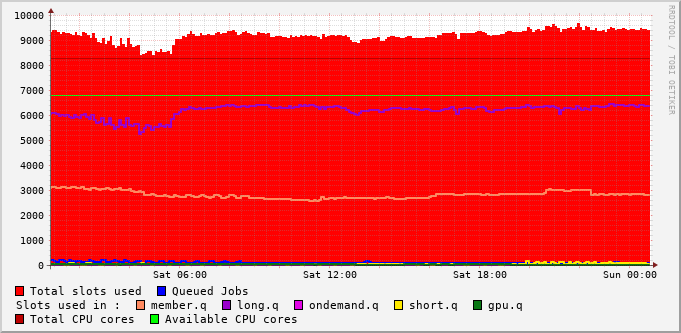 RRDTOOL / TOBI OETIKER
10000
9000
8000
7000
6000
5000
4000
3000
2000
1000
0
Sat 06:00 Sat 12:00 Sat 18:00 Sun 00:00
Total slots used Queued Jobs
Slots used in : member.q long.q ondemand.q short.q gpu.q
Total CPU cores Available CPU cores